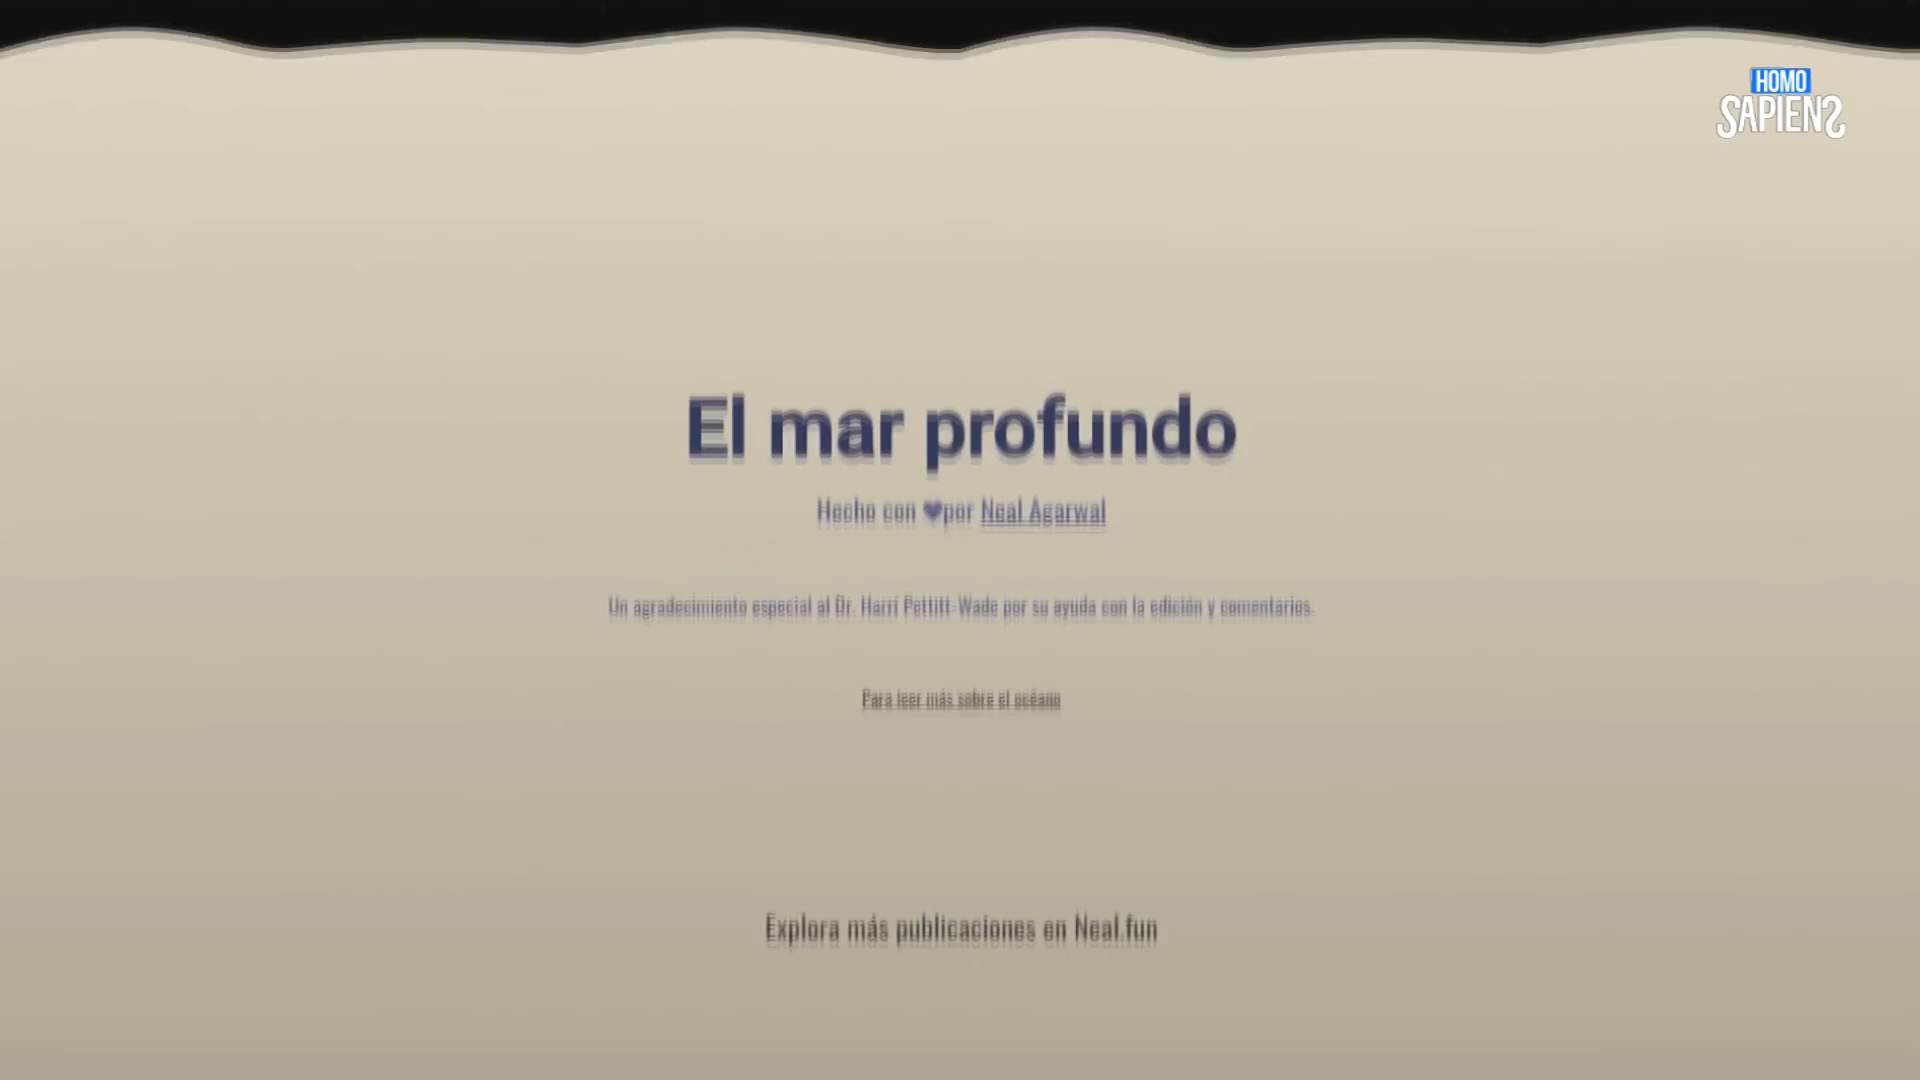 HOMO
SAPIENS
El mar profundo
Hecho con ❤por Neal Agarwal
Un agradecimiento especial al Dr. Harri Pettitt-Wade por su ayuda con la edición y comentarios.
Para leer más sobre el océano
Explora más publicaciones en Neal.fun